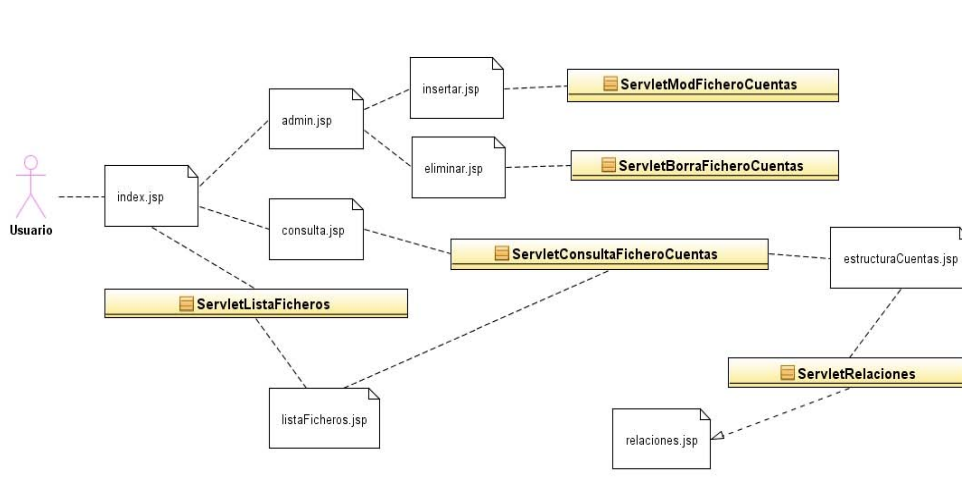 insertar.jsp
ServletModFicheroCuentas
admin.jsp
eliminar.jsp
ServletBorraFicheroCuentas
index.jsp
Usuario
consulta.jsp
ServletConsultaFicheroCuentas
estructuraCuentas.jsp
ServletListaFicheros
ServletRelaciones
listaFicheros.jsp
relaciones.jsp